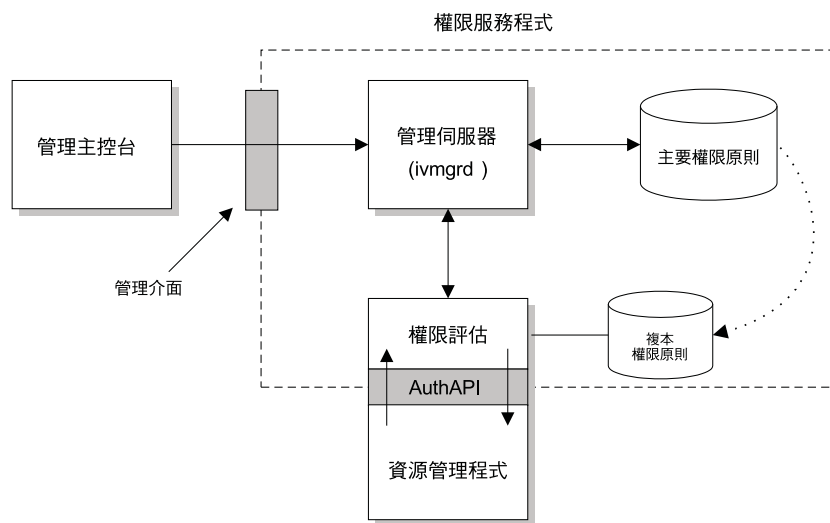 權限服務程式
管理主控台
管理伺服器
(ivmgrd )
主要權限原則
管理介面
權限評估
複本
權限原則
AuthAPI
資源管理程式